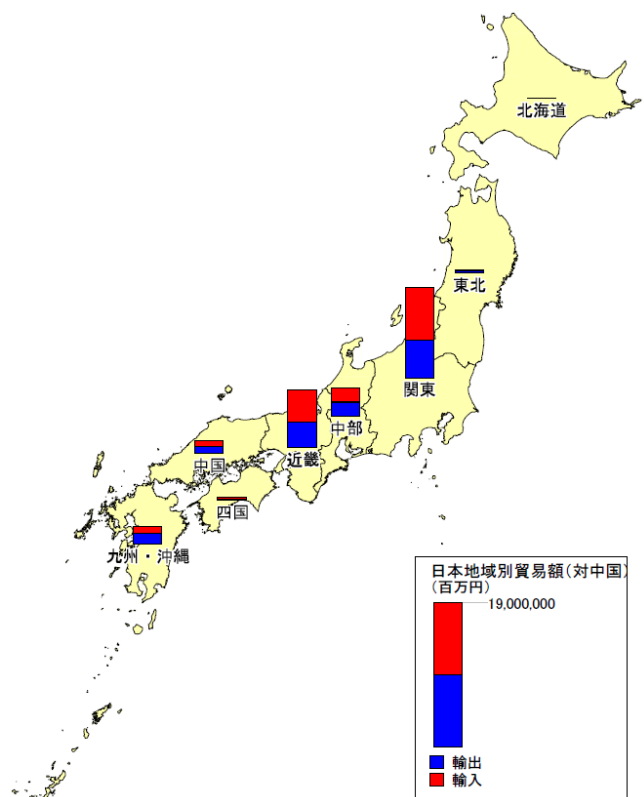 北海道
東北
関東
中部
近畿
中国
四国
九州・沖縄
日本地域別貿易額(対中国)
(百万円)
19,000,000
輸出
輸入